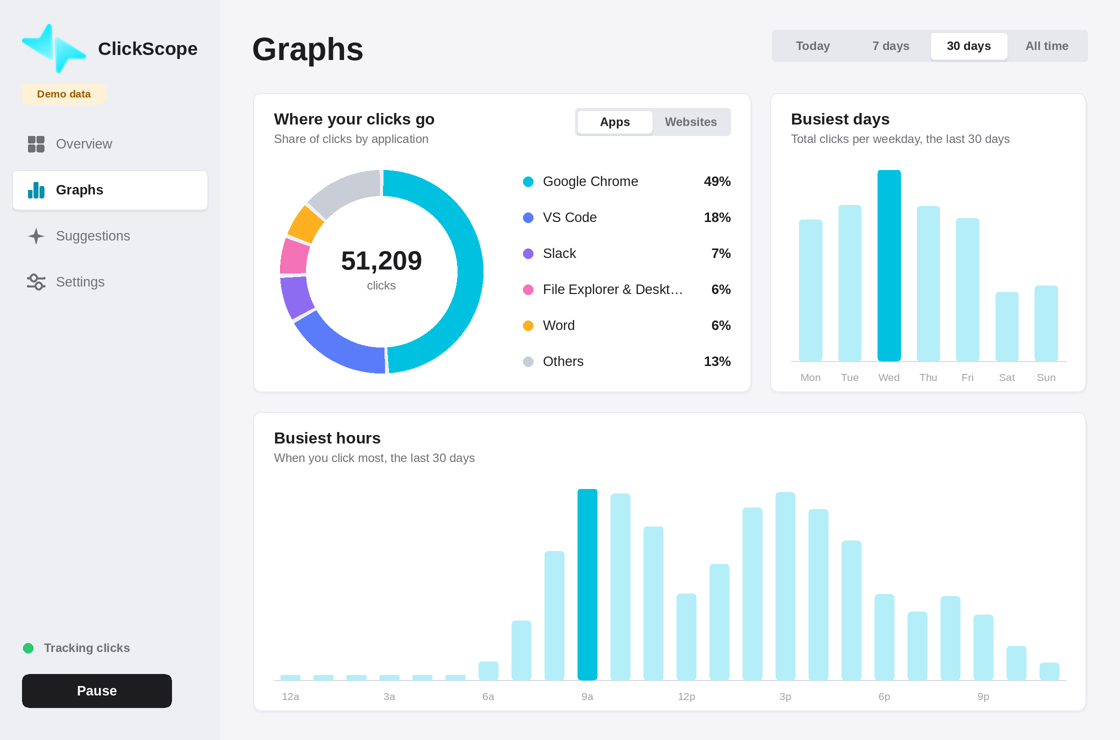 ClickScope
Demo data
Overview
Graphs
Suggestions
Settings
Tracking clicks
Pause
Graphs
Today 7 days 30 days All time
Where your clicks go
Share of clicks by application
Apps Websites
51,209
clicks
Google Chrome 49%
VS Code 18%
Slack 7%
File Explorer & Deskt… 6%
Word 6%
Others 13%
Busiest days
Total clicks per weekday, the last 30 days
Mon Tue Wed Thu Fri Sat Sun
Busiest hours
When you click most, the last 30 days
12a 3a 6a 9a 12p 3p 6p 9p